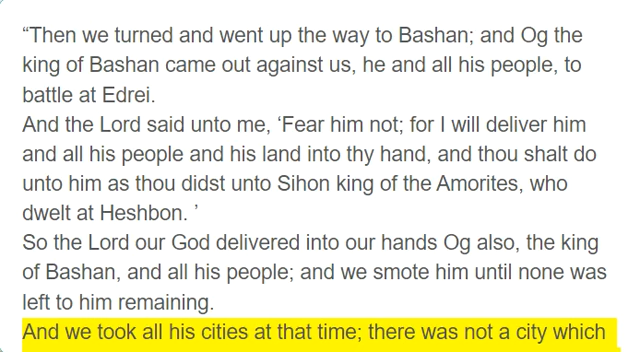 “Then we turned and went up the way to Bashan; and Og the
king of Bashan came out against us, he and all his people, to
battle at Edrei.
And the Lord said unto me, ‘Fear him not; for I will deliver him
and all his people and his land into thy hand, and thou shalt do
unto him as thou didst unto Sihon king of the Amorites, who
dwelt at Heshbon. ’
So the Lord our God delivered into our hands Og also, the king
of Bashan, and all his people; and we smote him until none was
left to him remaining.
And we took all his cities at that time; there was not a city which